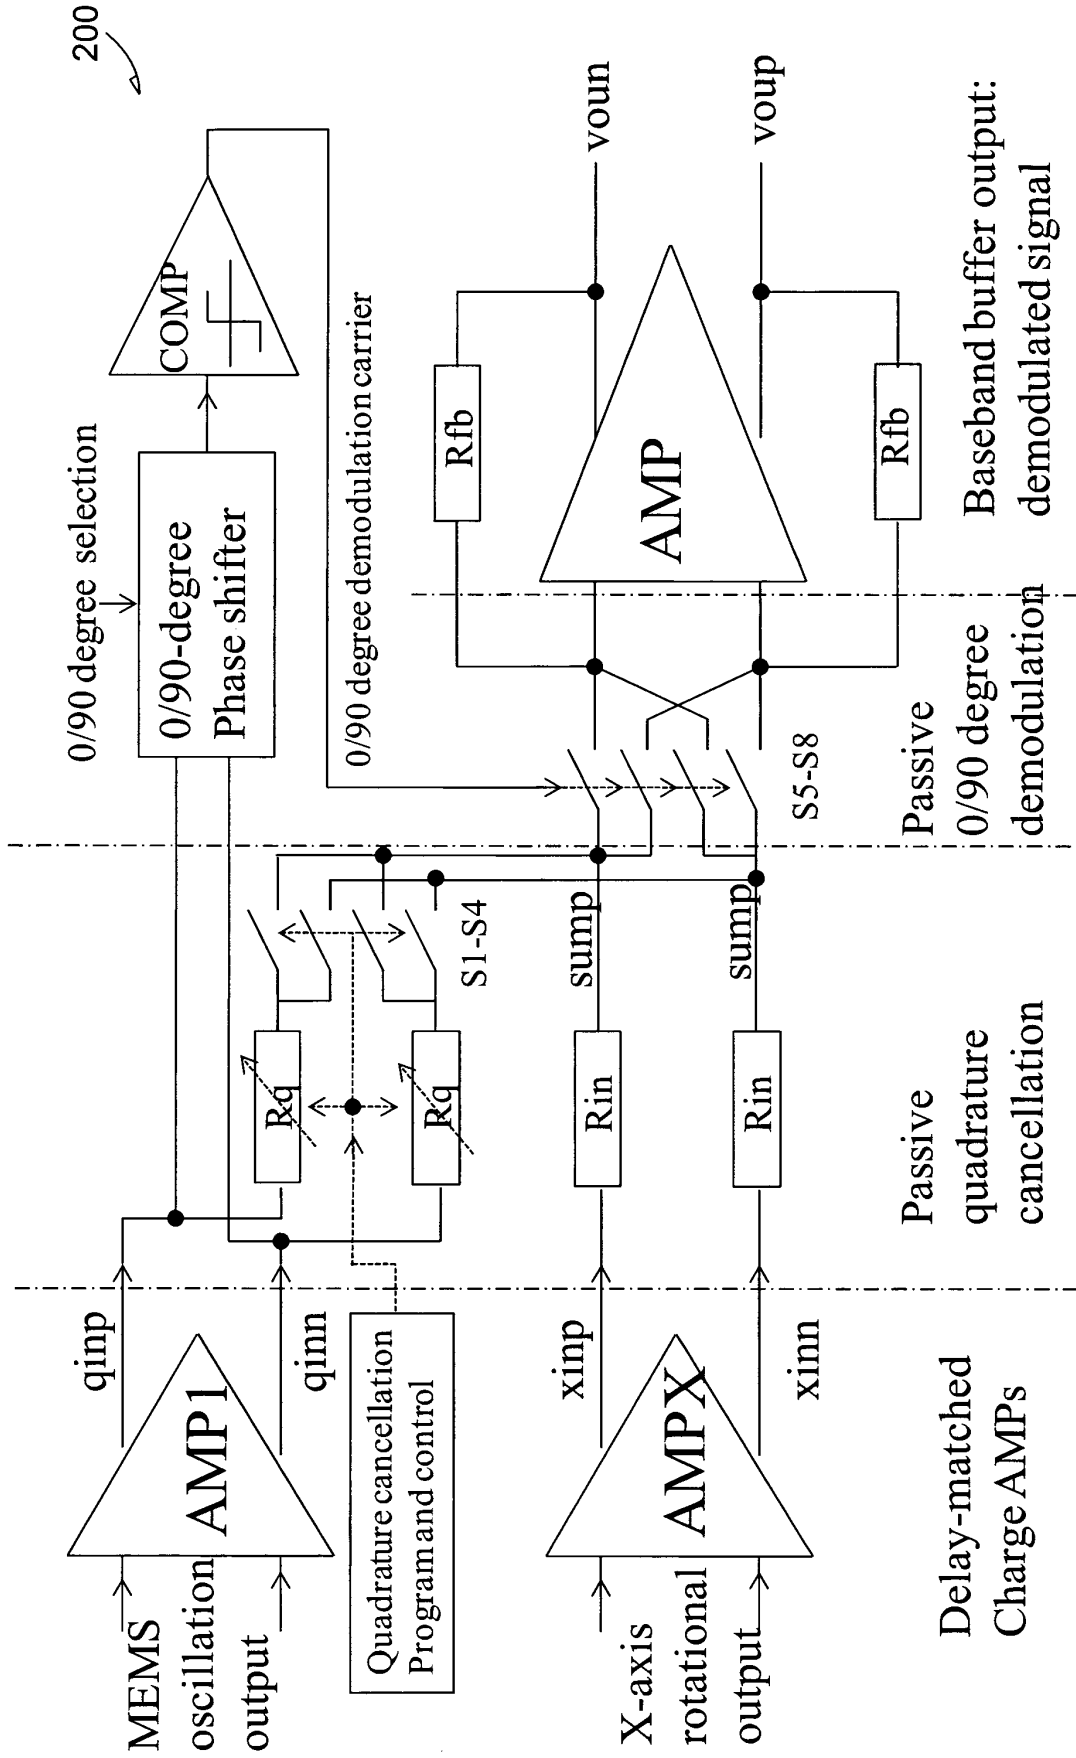 200
0/90 degree selection
0/90-degree
Phase shifter
COMP
0/90 degree demodulation carrier
qinp
MEMS
oscillation
output
AMP1
qinn
Rq
Rq
S1-S4
Quadrature cancellation
Program and control
Rfb
voun
X-axis
rotational
output
AMPX
xinp
xinn
Rin
Rin
sump
sump
S5-S8
AMP
voup
Rfb
Delay-matched
Charge AMPs
Passive
quadrature
cancellation
Passive
0/90 degree
demodulation
Baseband buffer output:
demodulated signal